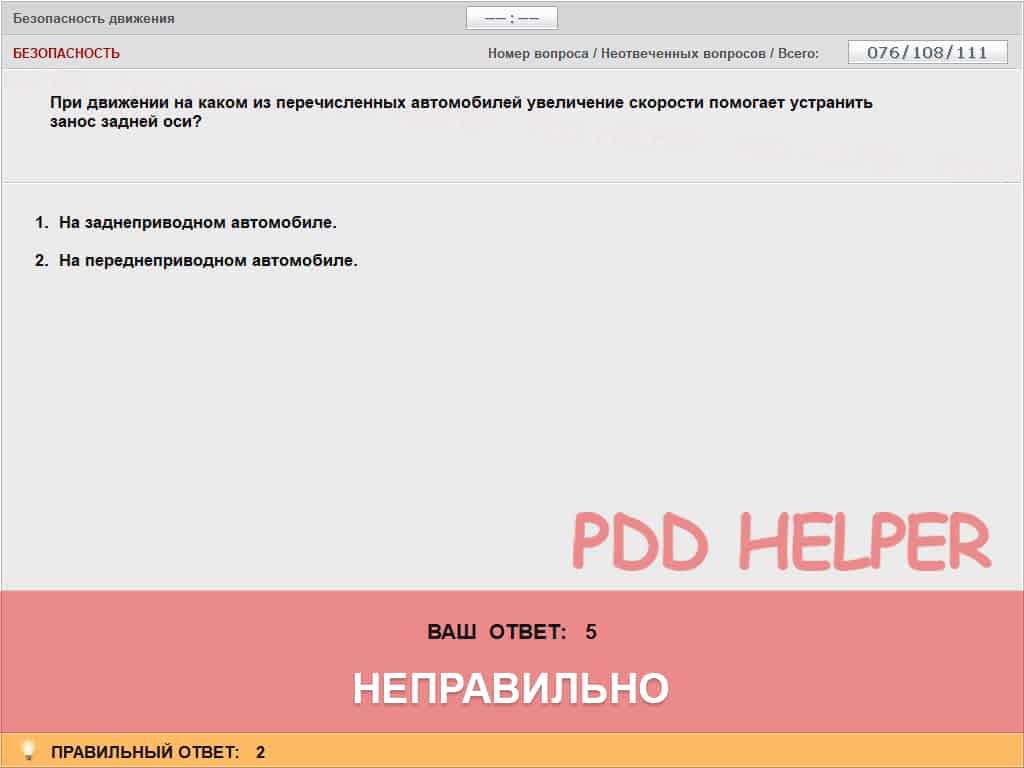 Безопасность движения
–– : ––
БЕЗОПАСНОСТЬ
Номер вопроса / Неотвеченных вопросов / Всего:
076/108/111
При движении на каком из перечисленных автомобилей увеличение скорости помогает устранить
занос задней оси?
1. На заднеприводном автомобиле.
2. На переднеприводном автомобиле.
PDD HELPER
ВАШ ОТВЕТ: 5
НЕПРАВИЛЬНО
ПРАВИЛЬНЫЙ ОТВЕТ: 2